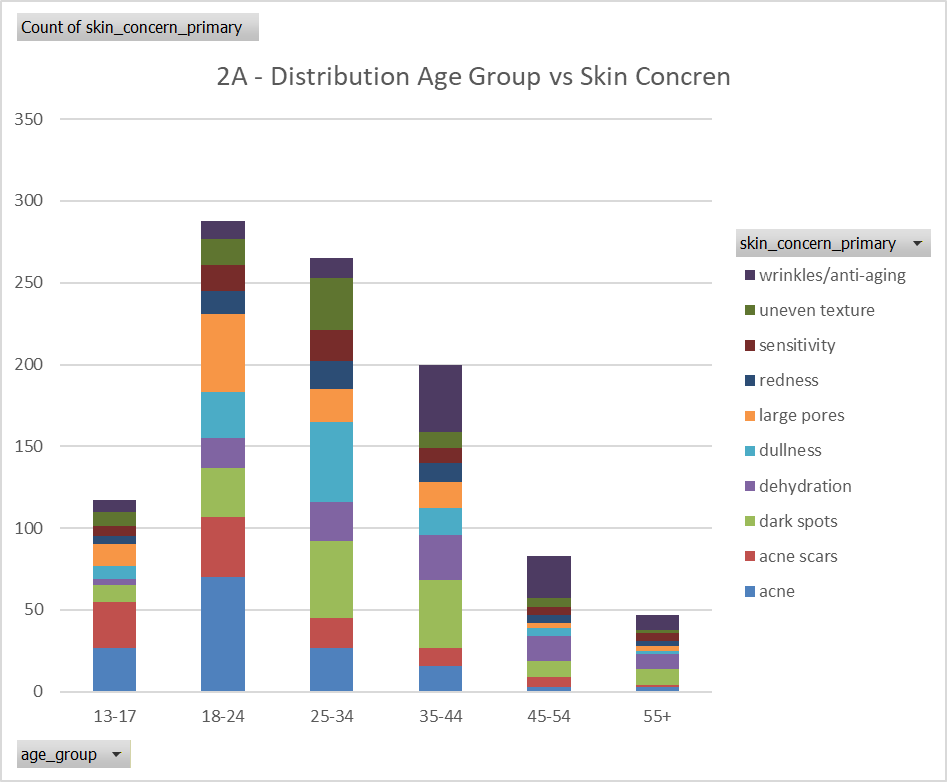 Count of skin_concern_primary
2A - Distribution Age Group vs Skin Concren
350
300
250
200
150
100
50
0
13-17
18-24
25-34
35-44
45-54
55+
skin_concern_primary
wrinkles/anti-aging
uneven texture
sensitivity
redness
large pores
dullness
dehydration
dark spots
acne scars
acne
age_group